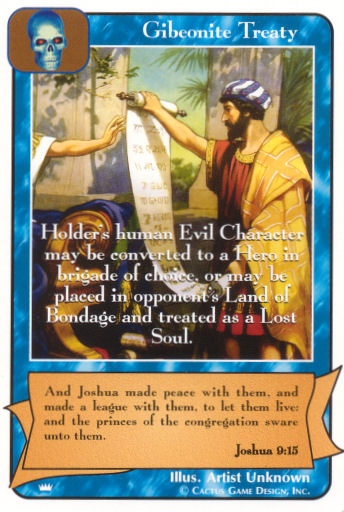 Gibeonite Treaty
Holder's human Evil Character
may be converted to a Hero in
brigade of choice, or may be
placed in opponent's Land of
Bondage and treated as a Lost
Soul.
And Joshua made peace with them, and
made a league with them, to let them live:
and the princes of the congregation sware
unto them.
Joshua 9:15
Illus. Artist Unknown
© Cactus Game Design, Inc.